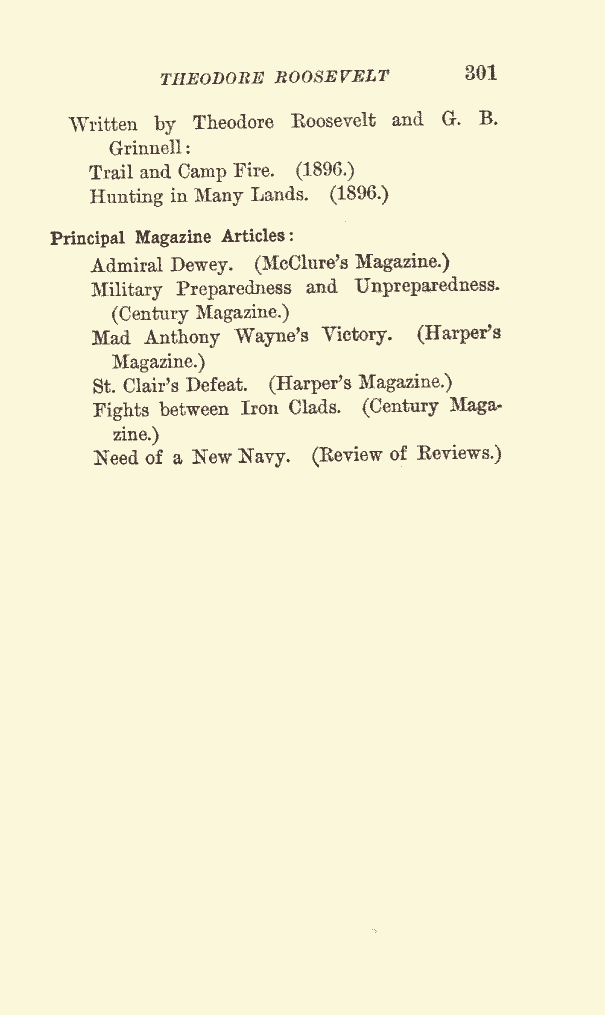 THEODORE ROOSEVELT 301
Written by Theodore Roosevelt and G. B.
Grinnell:
Trail and Camp Fire. (1896.)
Hunting in Many Lands. (1896.)
Principal Magazine Articles:
Admiral Dewey. (McClure's Magazine.)
Military Preparedness and Unpreparedness.
(Century Magazine.)
Mad Anthony Wayne's Victory. (Harper's
Magazine.)
St. Clair's Defeat. (Harper's Magazine.)
Fights between Iron Clads. (Century Maga-
zine.)
Need of a New Navy. (Review of Reviews.)